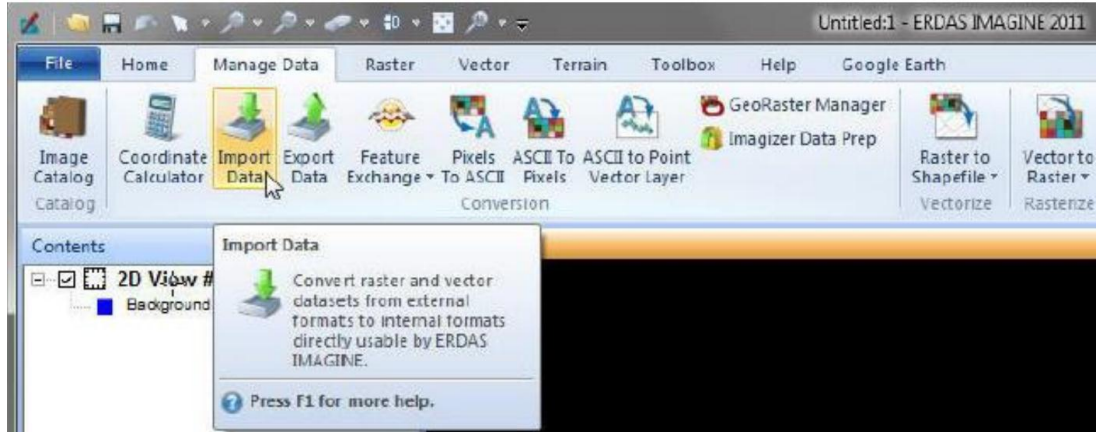 Untitled:1 - ERDAS IMAGINE 2011
File Home Manage Data Raster Vector Terrain Toolbox Help Google Earth
Image Catalog
Coordinate Calculator
Import Data
Export Data
Feature Exchange
Pixels To ASCII
ASCII To Pixels
ASCII to Point Vector Layer
GeoRaster Manager
Imagizer Data Prep
Raster to Shapefile
Vector to Raster
Catalog Conversion Vectorize Rasterize
Contents
2D View #
Background
Import Data
Convert raster and vector
datasets from external
formats to internal formats
directly usable by ERDAS
IMAGINE.
Press F1 for more help.